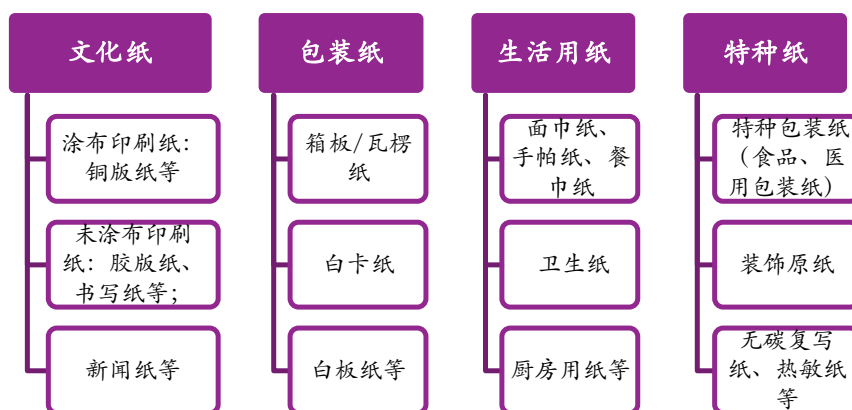 文化纸
涂布印刷纸：
铜版纸等
未涂布印刷
纸：胶版纸、
书写纸等；
新闻纸等
包装纸
箱板/瓦楞
纸
白卡纸
白板纸等
生活用纸
面巾纸、
手帕纸、餐
巾纸
卫生纸
厨房用纸等
特种纸
特种包装纸
（食品、医
用包装纸）
装饰原纸
无碳复写
纸、热敏纸
等